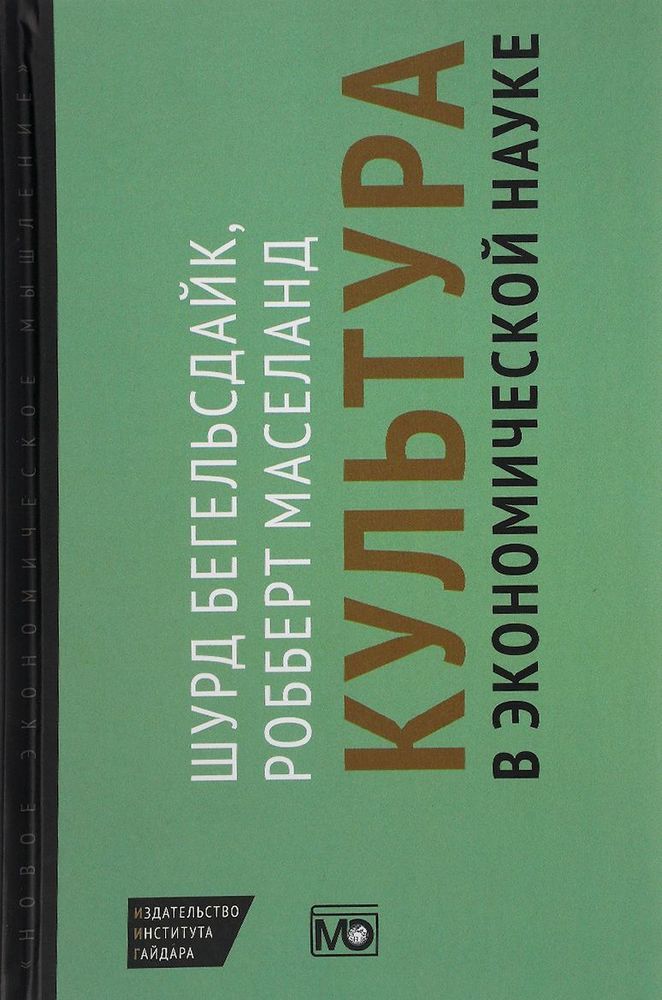 «НОВОЕ ЭКОНОМИЧЕСКОЕ МЫШЛЕНИЕ»
ШУРД БЕГЕЛЬСДАЙК,
РОББЕРТ МАСЕЛАНД
КУЛЬТУРА
В ЭКОНОМИЧЕСКОЙ НАУКЕ
ИЗДАТЕЛЬСТВО
ИНСТИТУТА
ГАЙДАРА
МО